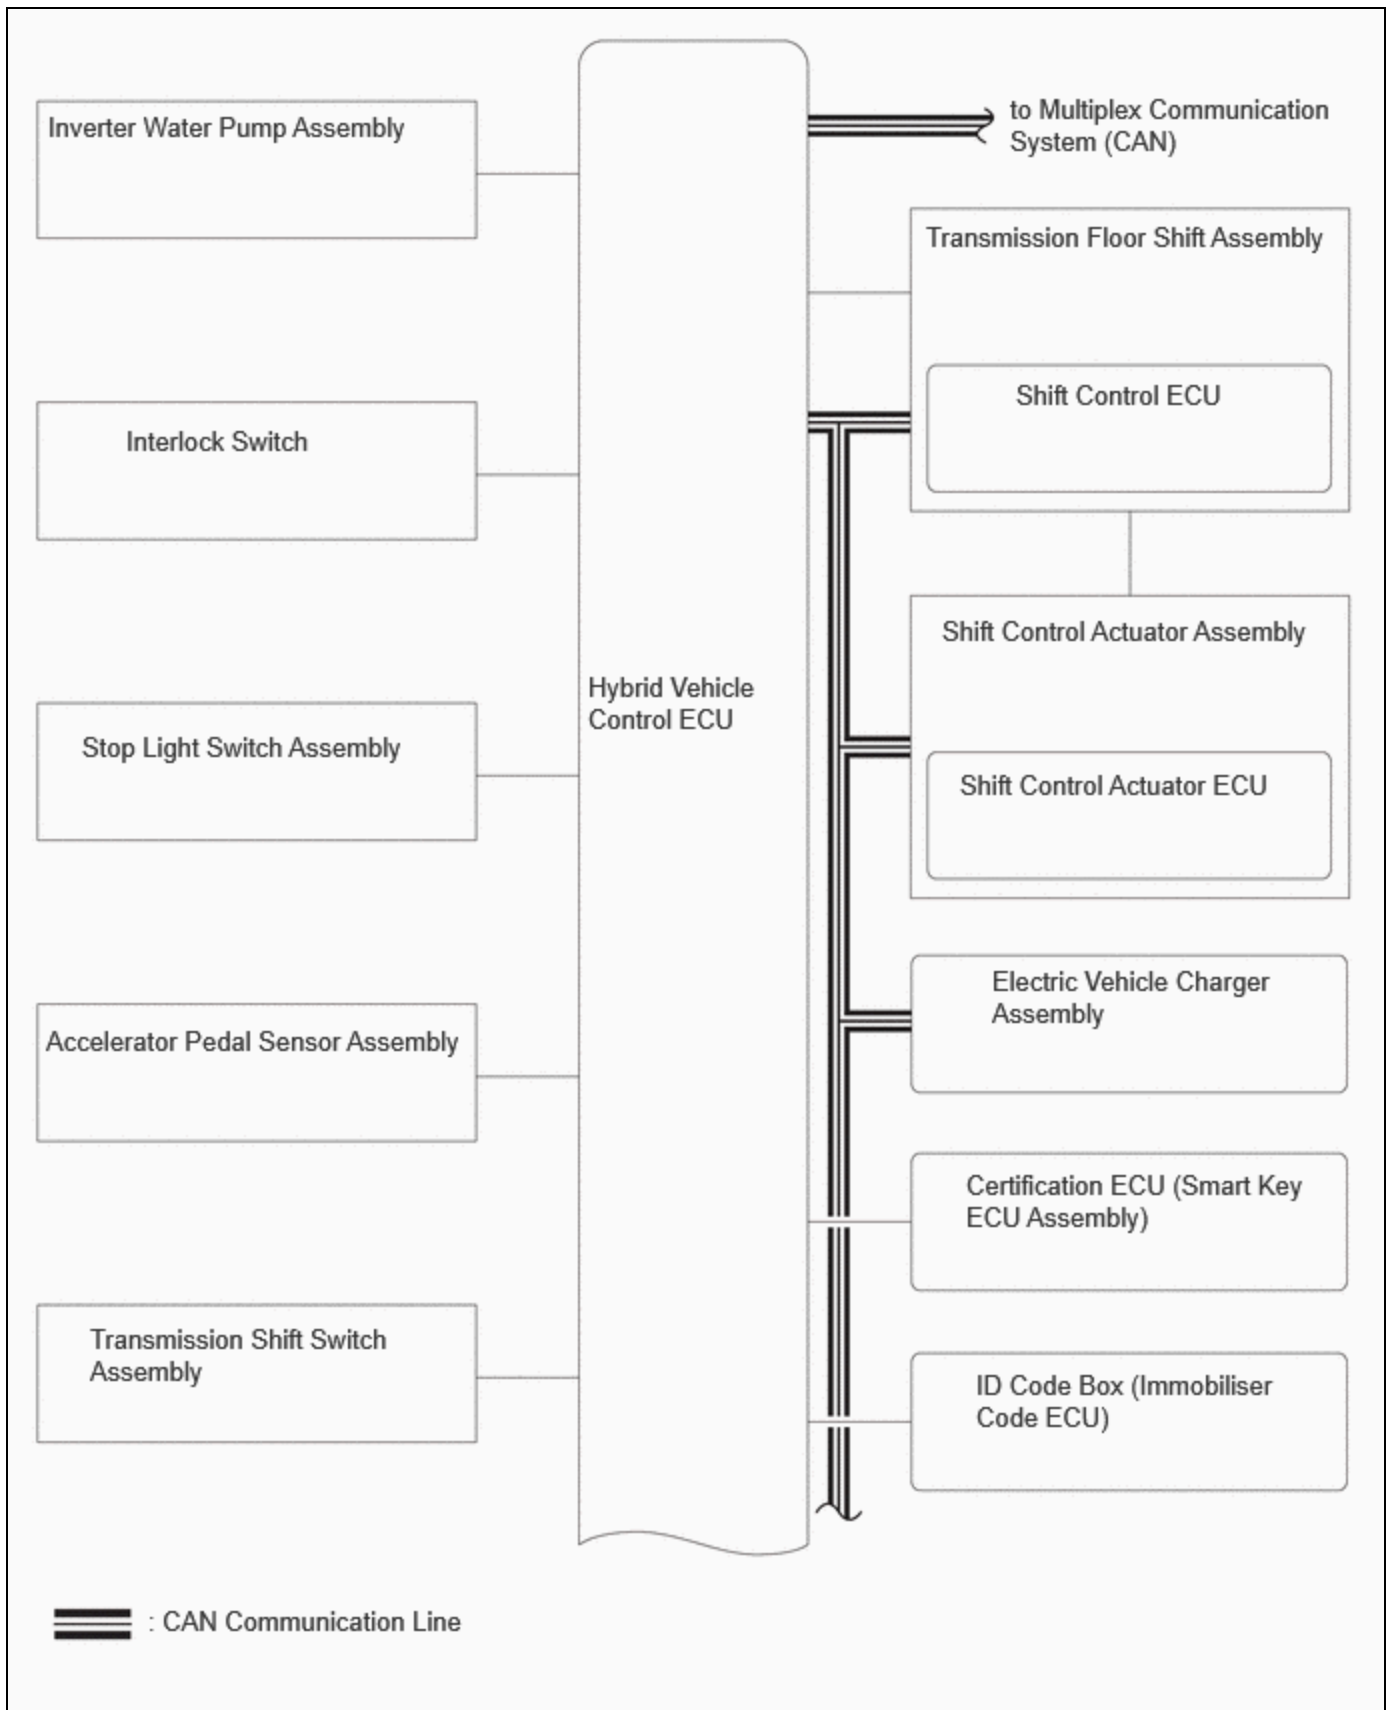 Inverter Water Pump Assembly
Interlock Switch
Stop Light Switch Assembly
Accelerator Pedal Sensor Assembly
Transmission Shift Switch
Assembly
Hybrid Vehicle
Control ECU
to Multiplex Communication
System (CAN)
Transmission Floor Shift Assembly
Shift Control ECU
Shift Control Actuator Assembly
Shift Control Actuator ECU
Electric Vehicle Charger
Assembly
Certification ECU (Smart Key
ECU Assembly)
ID Code Box (Immobiliser
Code ECU)
: CAN Communication Line